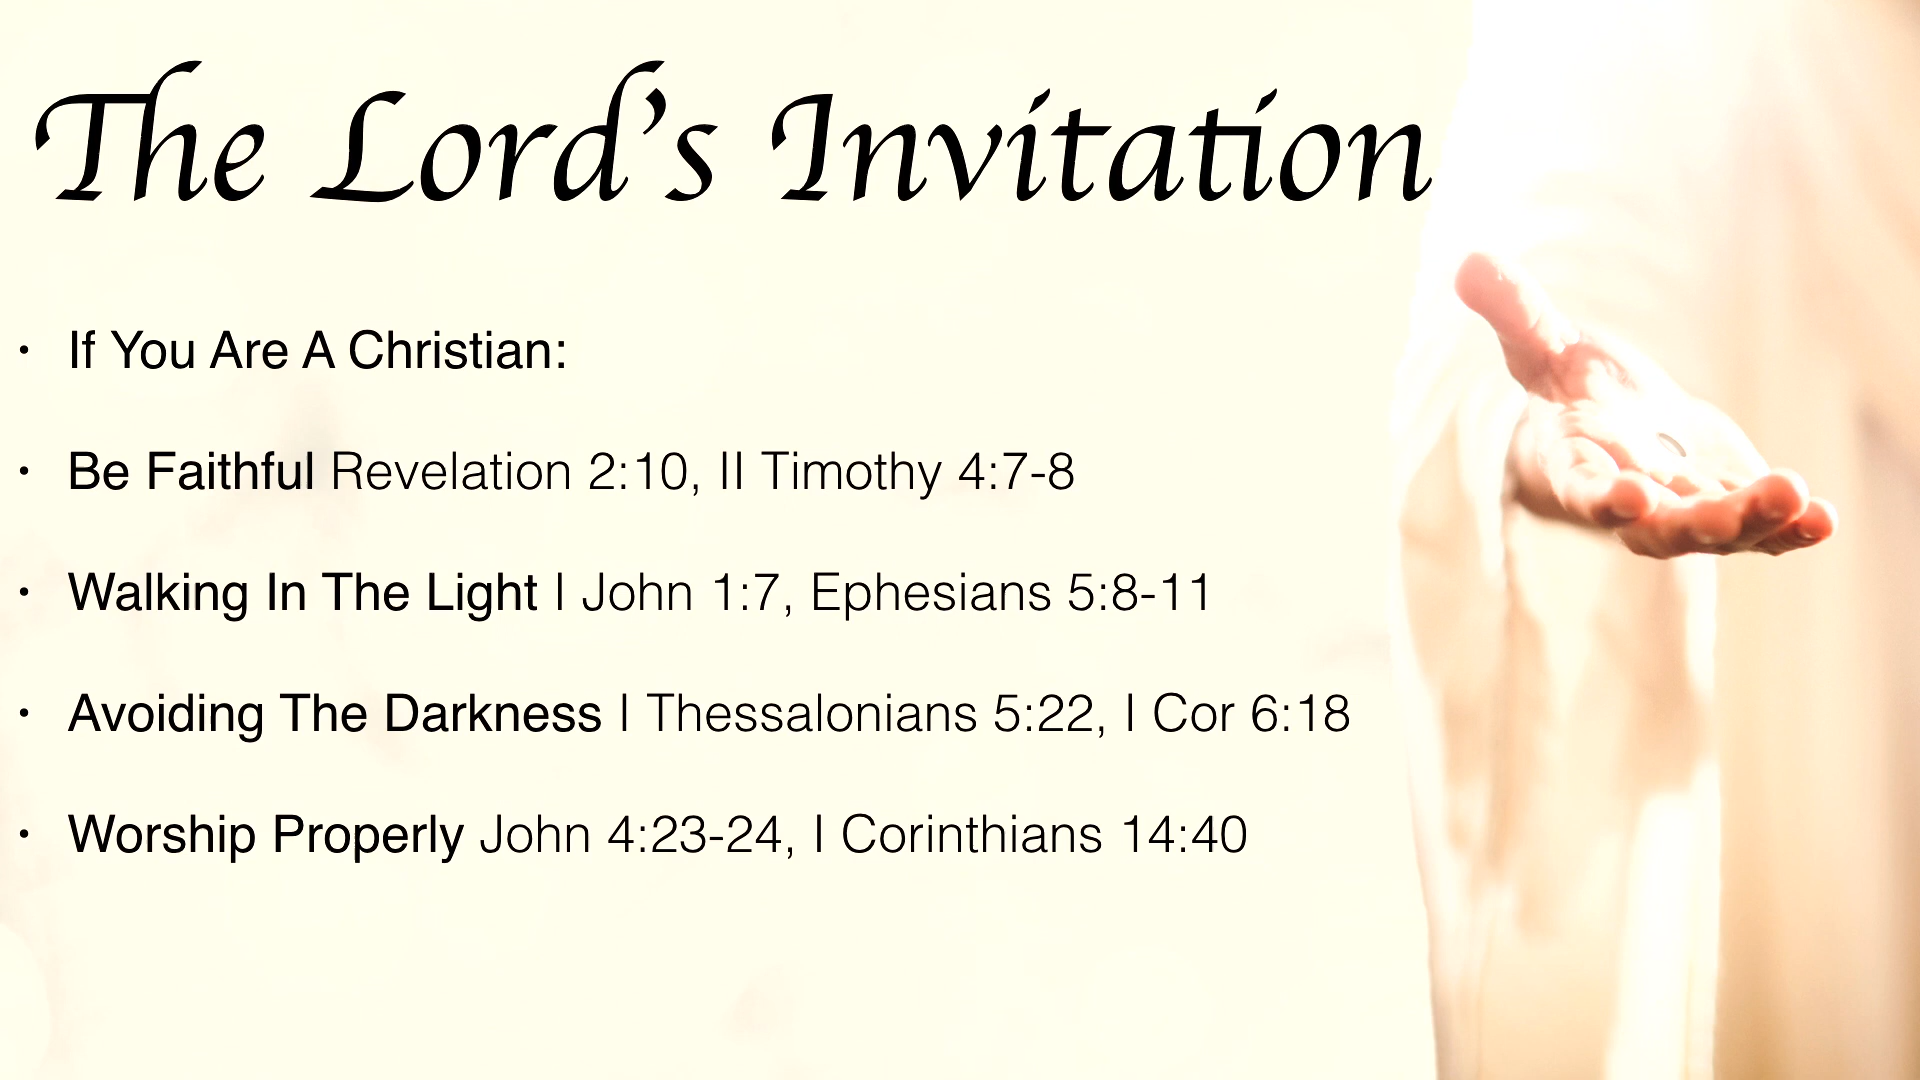 The Lord’s Invitation
• If You Are A Christian:
• Be Faithful Revelation 2:10, II Timothy 4:7-8
• Walking In The Light I John 1:7, Ephesians 5:8-11
• Avoiding The Darkness I Thessalonians 5:22, I Cor 6:18
• Worship Properly John 4:23-24, I Corinthians 14:40